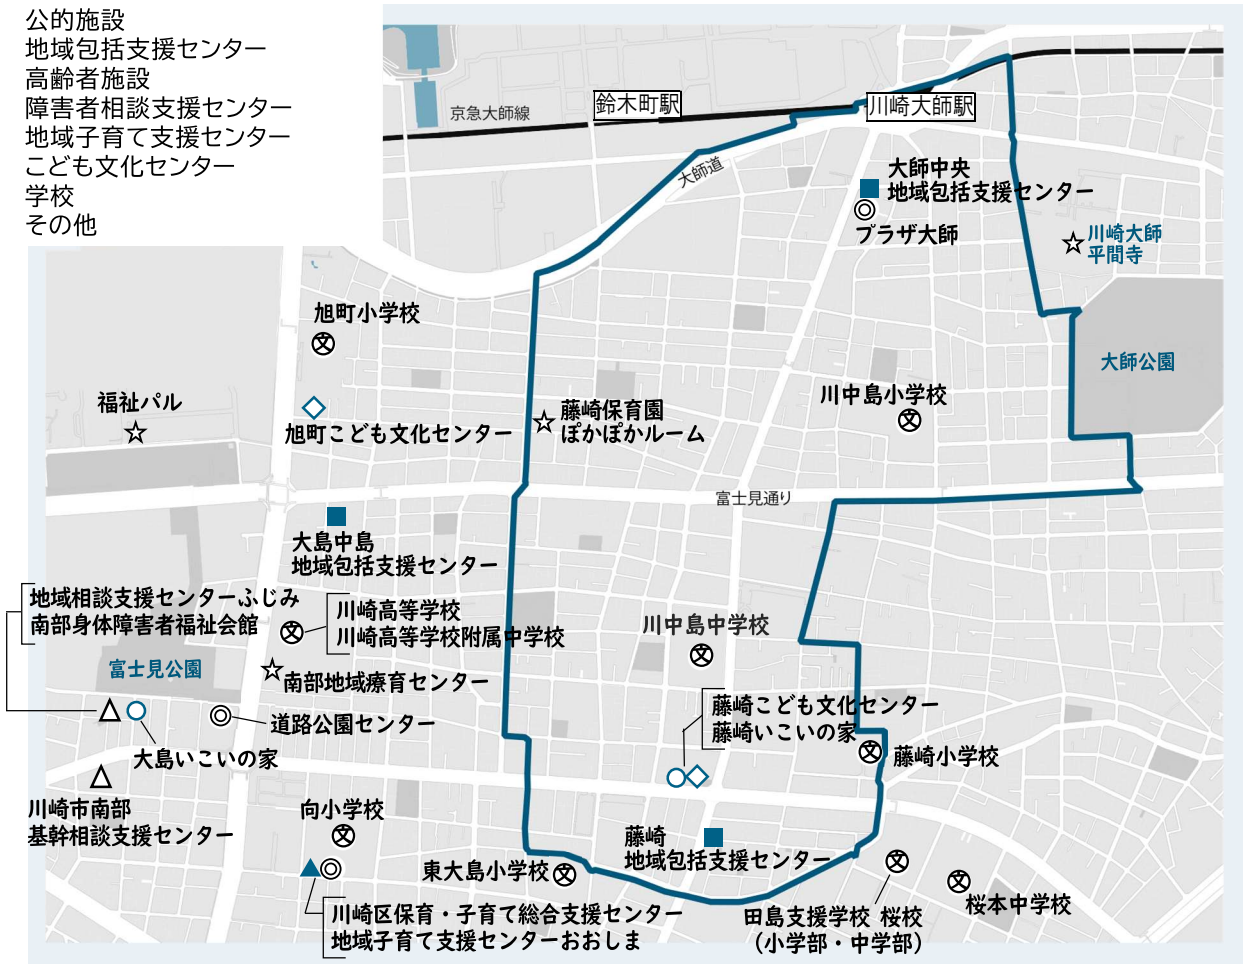 公的施設
地域包括支援センター
高齢者施設
障害者相談支援センター
地域子育て支援センター
こども文化センター
学校
その他
京急大師線
鈴木町駅
川崎大師駅
大師道
大師中央
地域包括支援センター
プラザ大師
川崎大師
平間寺
旭町小学校
文
大師公園
福祉パル
旭町こども文化センター
藤崎保育園
ぽかぽかルーム
川中島小学校
文
富士見通り
大島中島
地域包括支援センター
地域相談支援センターふじみ
南部身体障害者福祉会館
文
川崎高等学校
川崎高等学校附属中学校
川中島中学校
文
富士見公園
南部地域療育センター
道路公園センター
藤崎こども文化センター
藤崎いこいの家
大島いこいの家
文
藤崎小学校
川崎市南部
基幹相談支援センター
向小学校
文
藤崎
地域包括支援センター
東大島小学校
文
文
文
川崎区保育・子育て総合支援センター
地域子育て支援センターおおしま
田島支援学校 桜校
（小学部・中学部）
桜本中学校